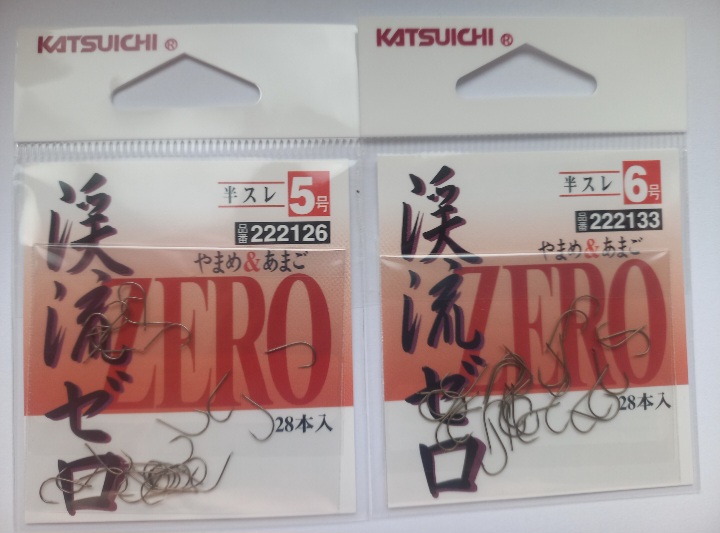 KATSUICHI ®
半スレ 5号
品番 222126
やまめ&あまご
渓流ゼロ
ZERO
28本入
KATSUICHI ®
半スレ 6号
品番 222133
やまめ&あまご
渓流ゼロ
ZERO
28本入